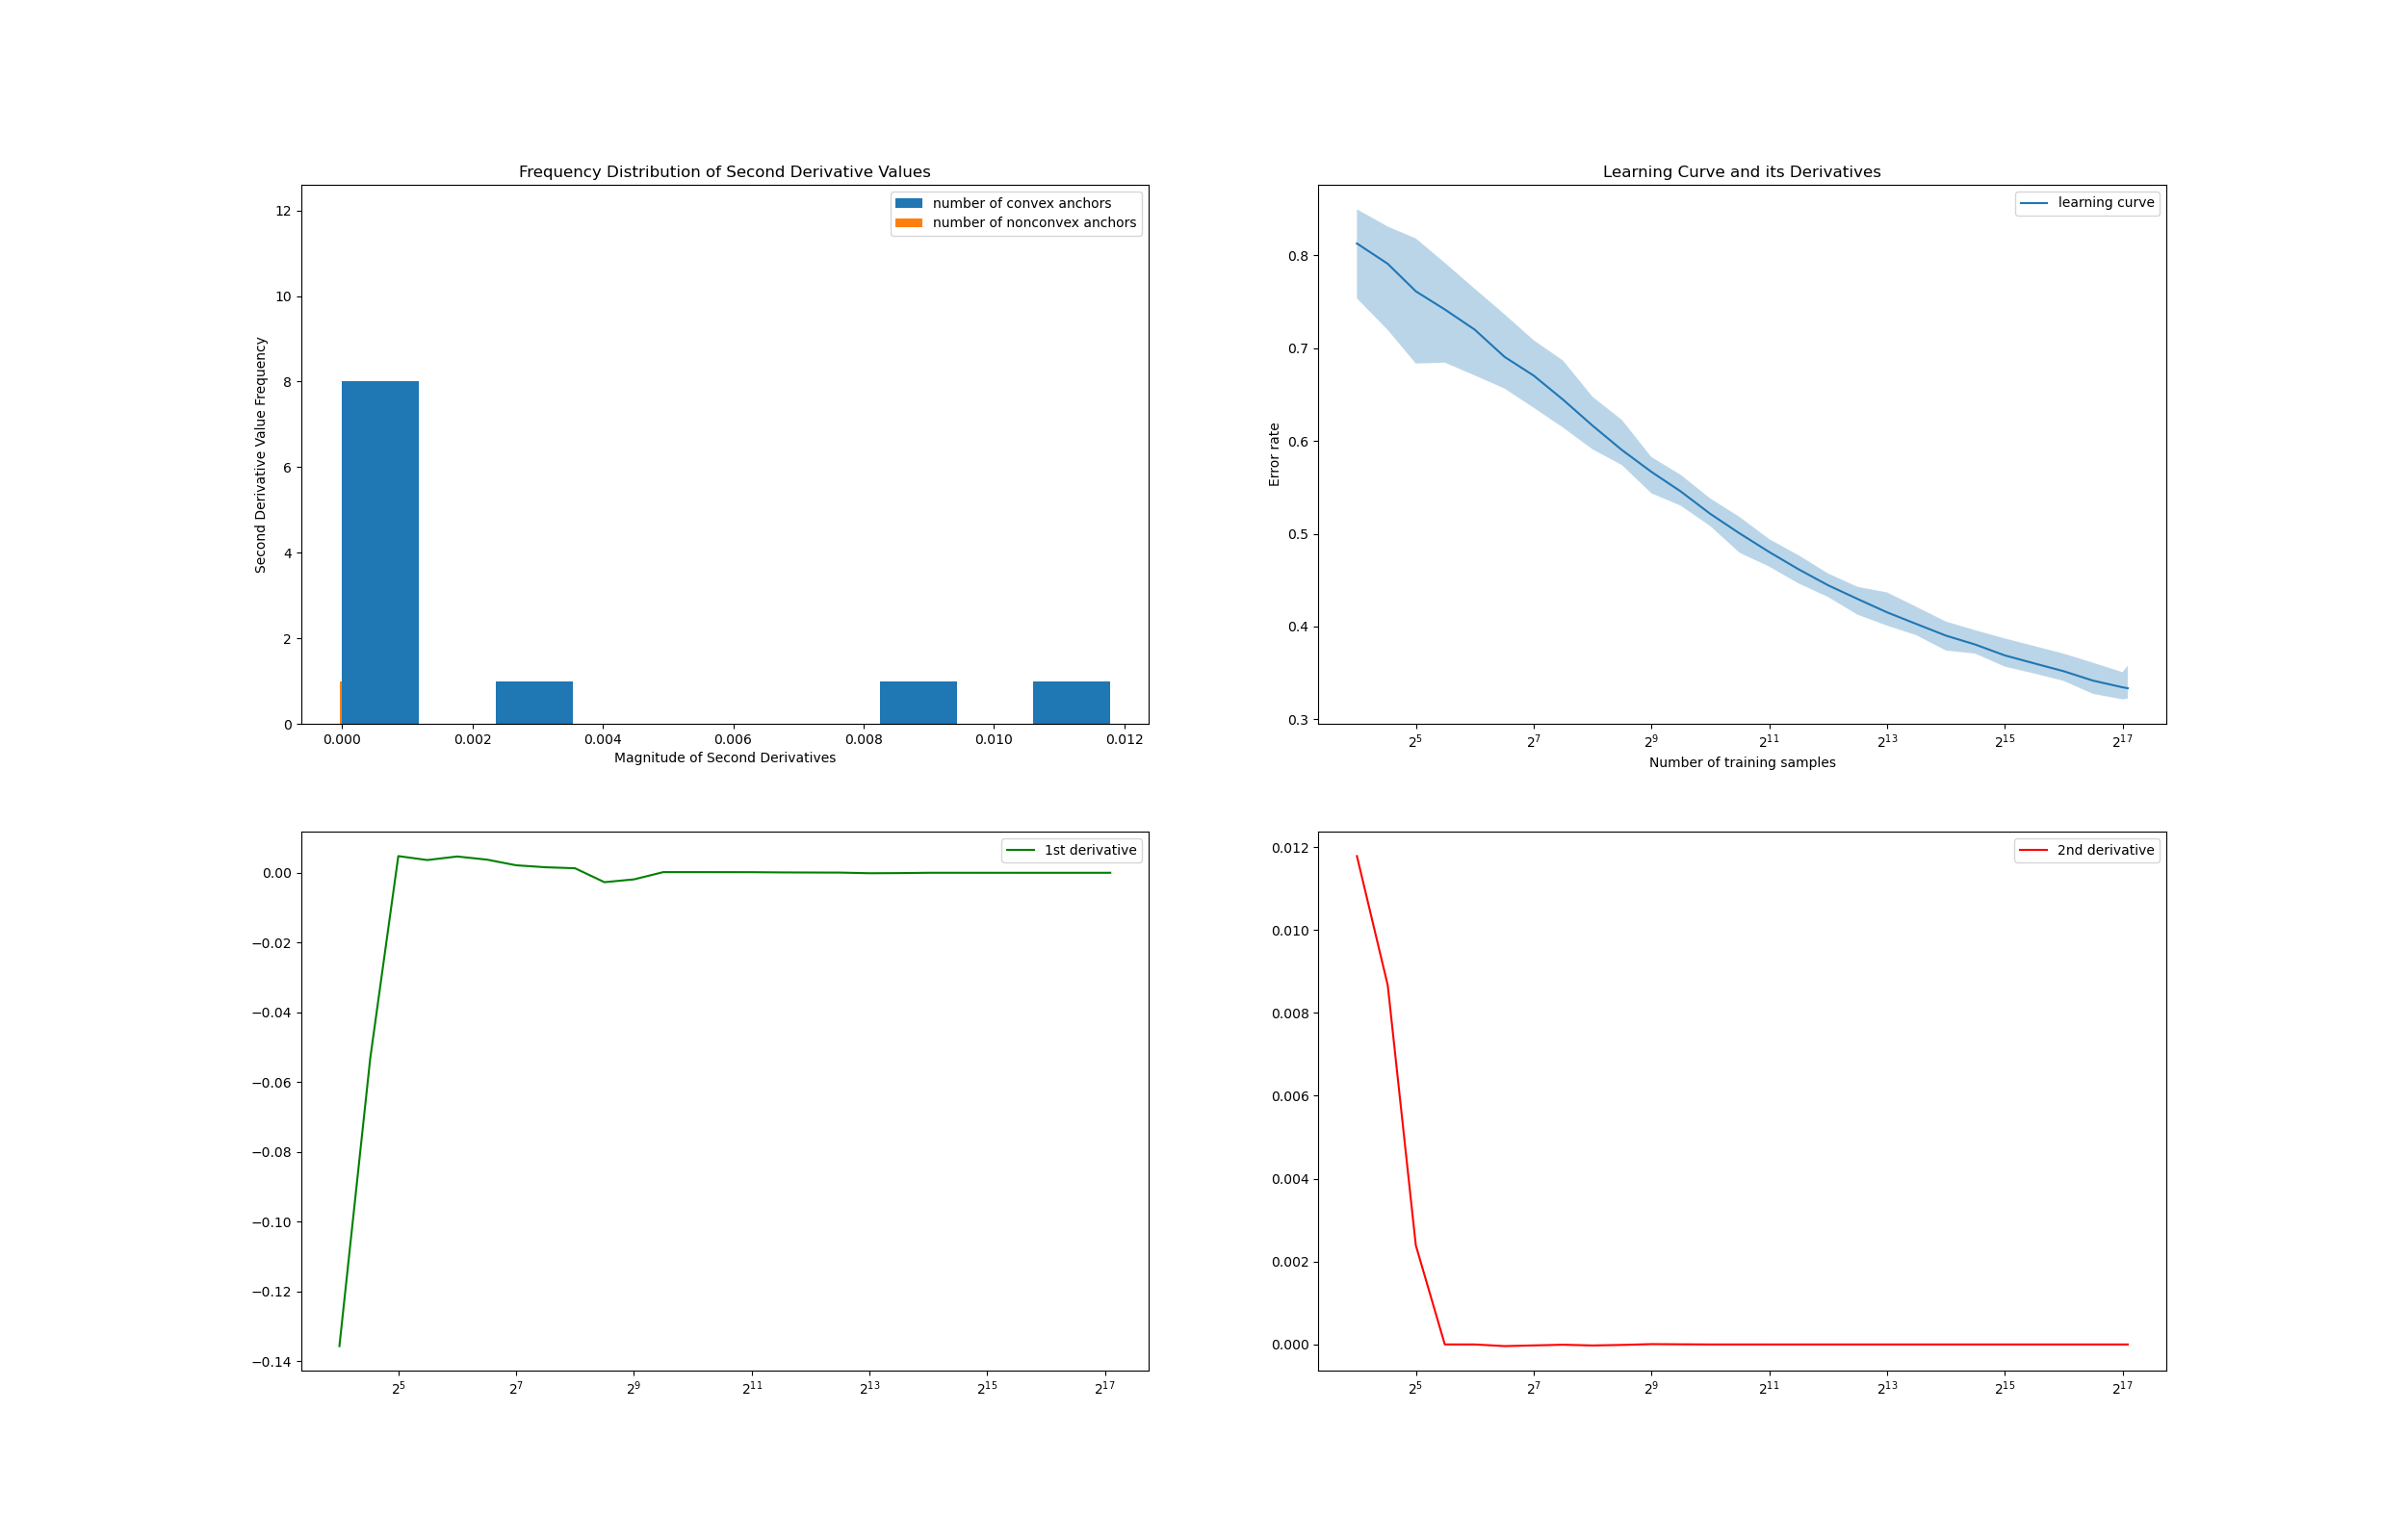 Frequency Distribution of Second Derivative Values
number of convex anchors
number of nonconvex anchors
Second Derivative Value Frequency
12
10
8
6
4
2
0
0.000 0.002 0.004 0.006 0.008 0.010 0.012
Magnitude of Second Derivatives
Learning Curve and its Derivatives
learning curve
Error rate
0.8
0.7
0.6
0.5
0.4
0.3
2^5 2^7 2^9 2^11 2^13 2^15 2^17
Number of training samples
1st derivative
0.00
−0.02
−0.04
−0.06
−0.08
−0.10
−0.12
−0.14
2^5 2^7 2^9 2^11 2^13 2^15 2^17
2nd derivative
0.012
0.010
0.008
0.006
0.004
0.002
0.000
2^5 2^7 2^9 2^11 2^13 2^15 2^17